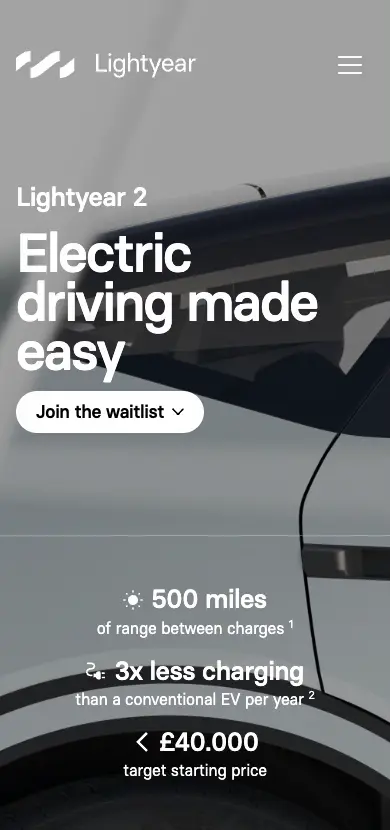 Lightyear
Lightyear 2
Electric
driving made
easy
Join the waitlist
500 miles
of range between charges ¹
3x less charging
than a conventional EV per year ²
< £40.000
target starting price